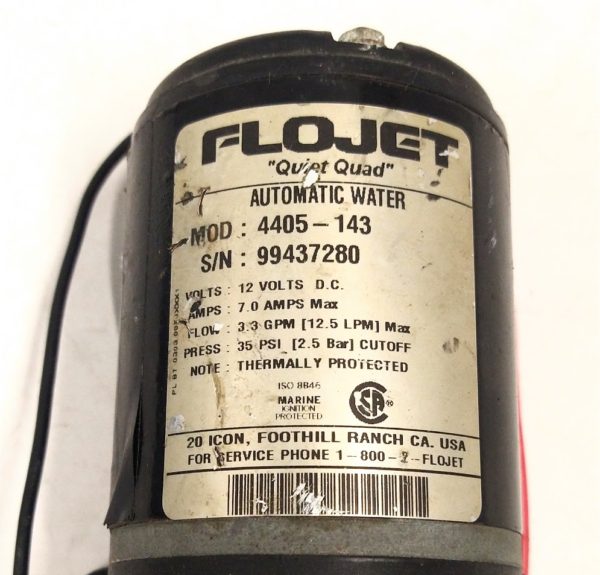 FLOJET
"Quiet Quad"
AUTOMATIC WATER
MOD : 4405-143
S/N : 99437280
VOLTS : 12 VOLTS D.C.
AMPS : 7.0 AMPS Max
FLOW : 3.3 GPM [12.5 LPM] Max
PRESS : 35 PSI [2.5 Bar] CUTOFF
NOTE : THERMALLY PROTECTED
ISO 8846
MARINE
IGNITION
PROTECTED
20 ICON, FOOTHILL RANCH CA. USA
FOR SERVICE PHONE 1-800-2-FLOJET